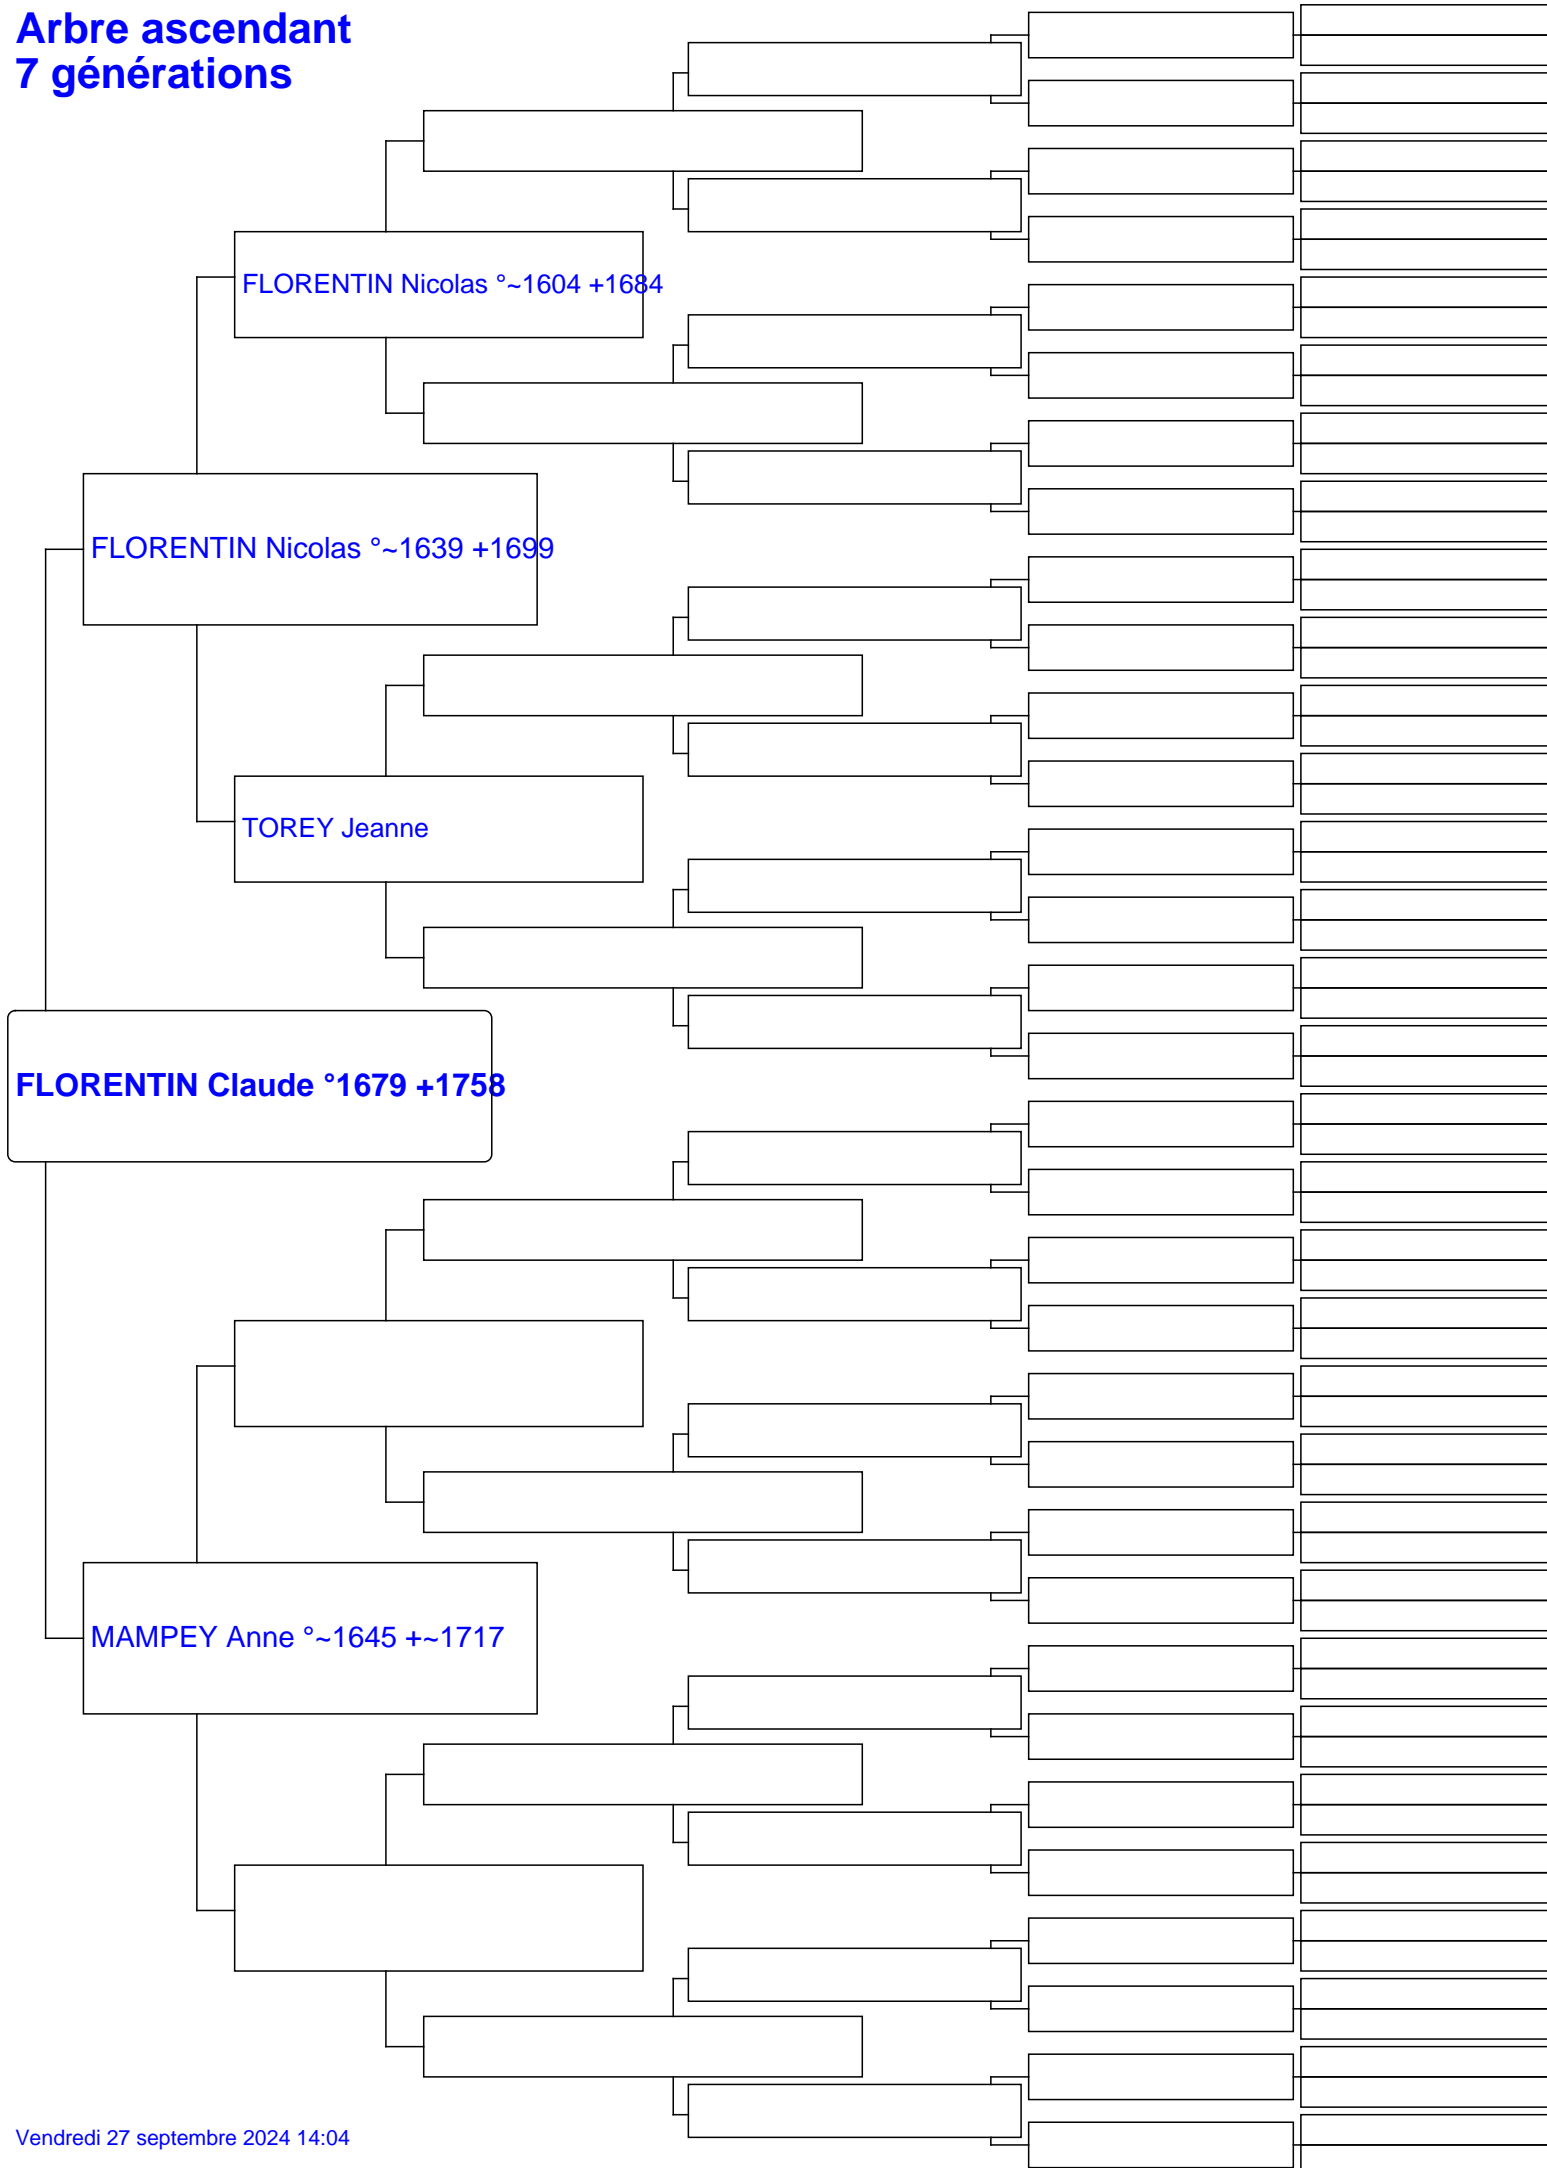 Arbre ascendant
7 générations
FLORENTIN Nicolas °~1604 +1684
FLORENTIN Nicolas °~1639 +1699
TOREY Jeanne
FLORENTIN Claude °1679 +1758
MAMPEY Anne °~1645 +~1717
Vendredi 27 septembre 2024 14:04